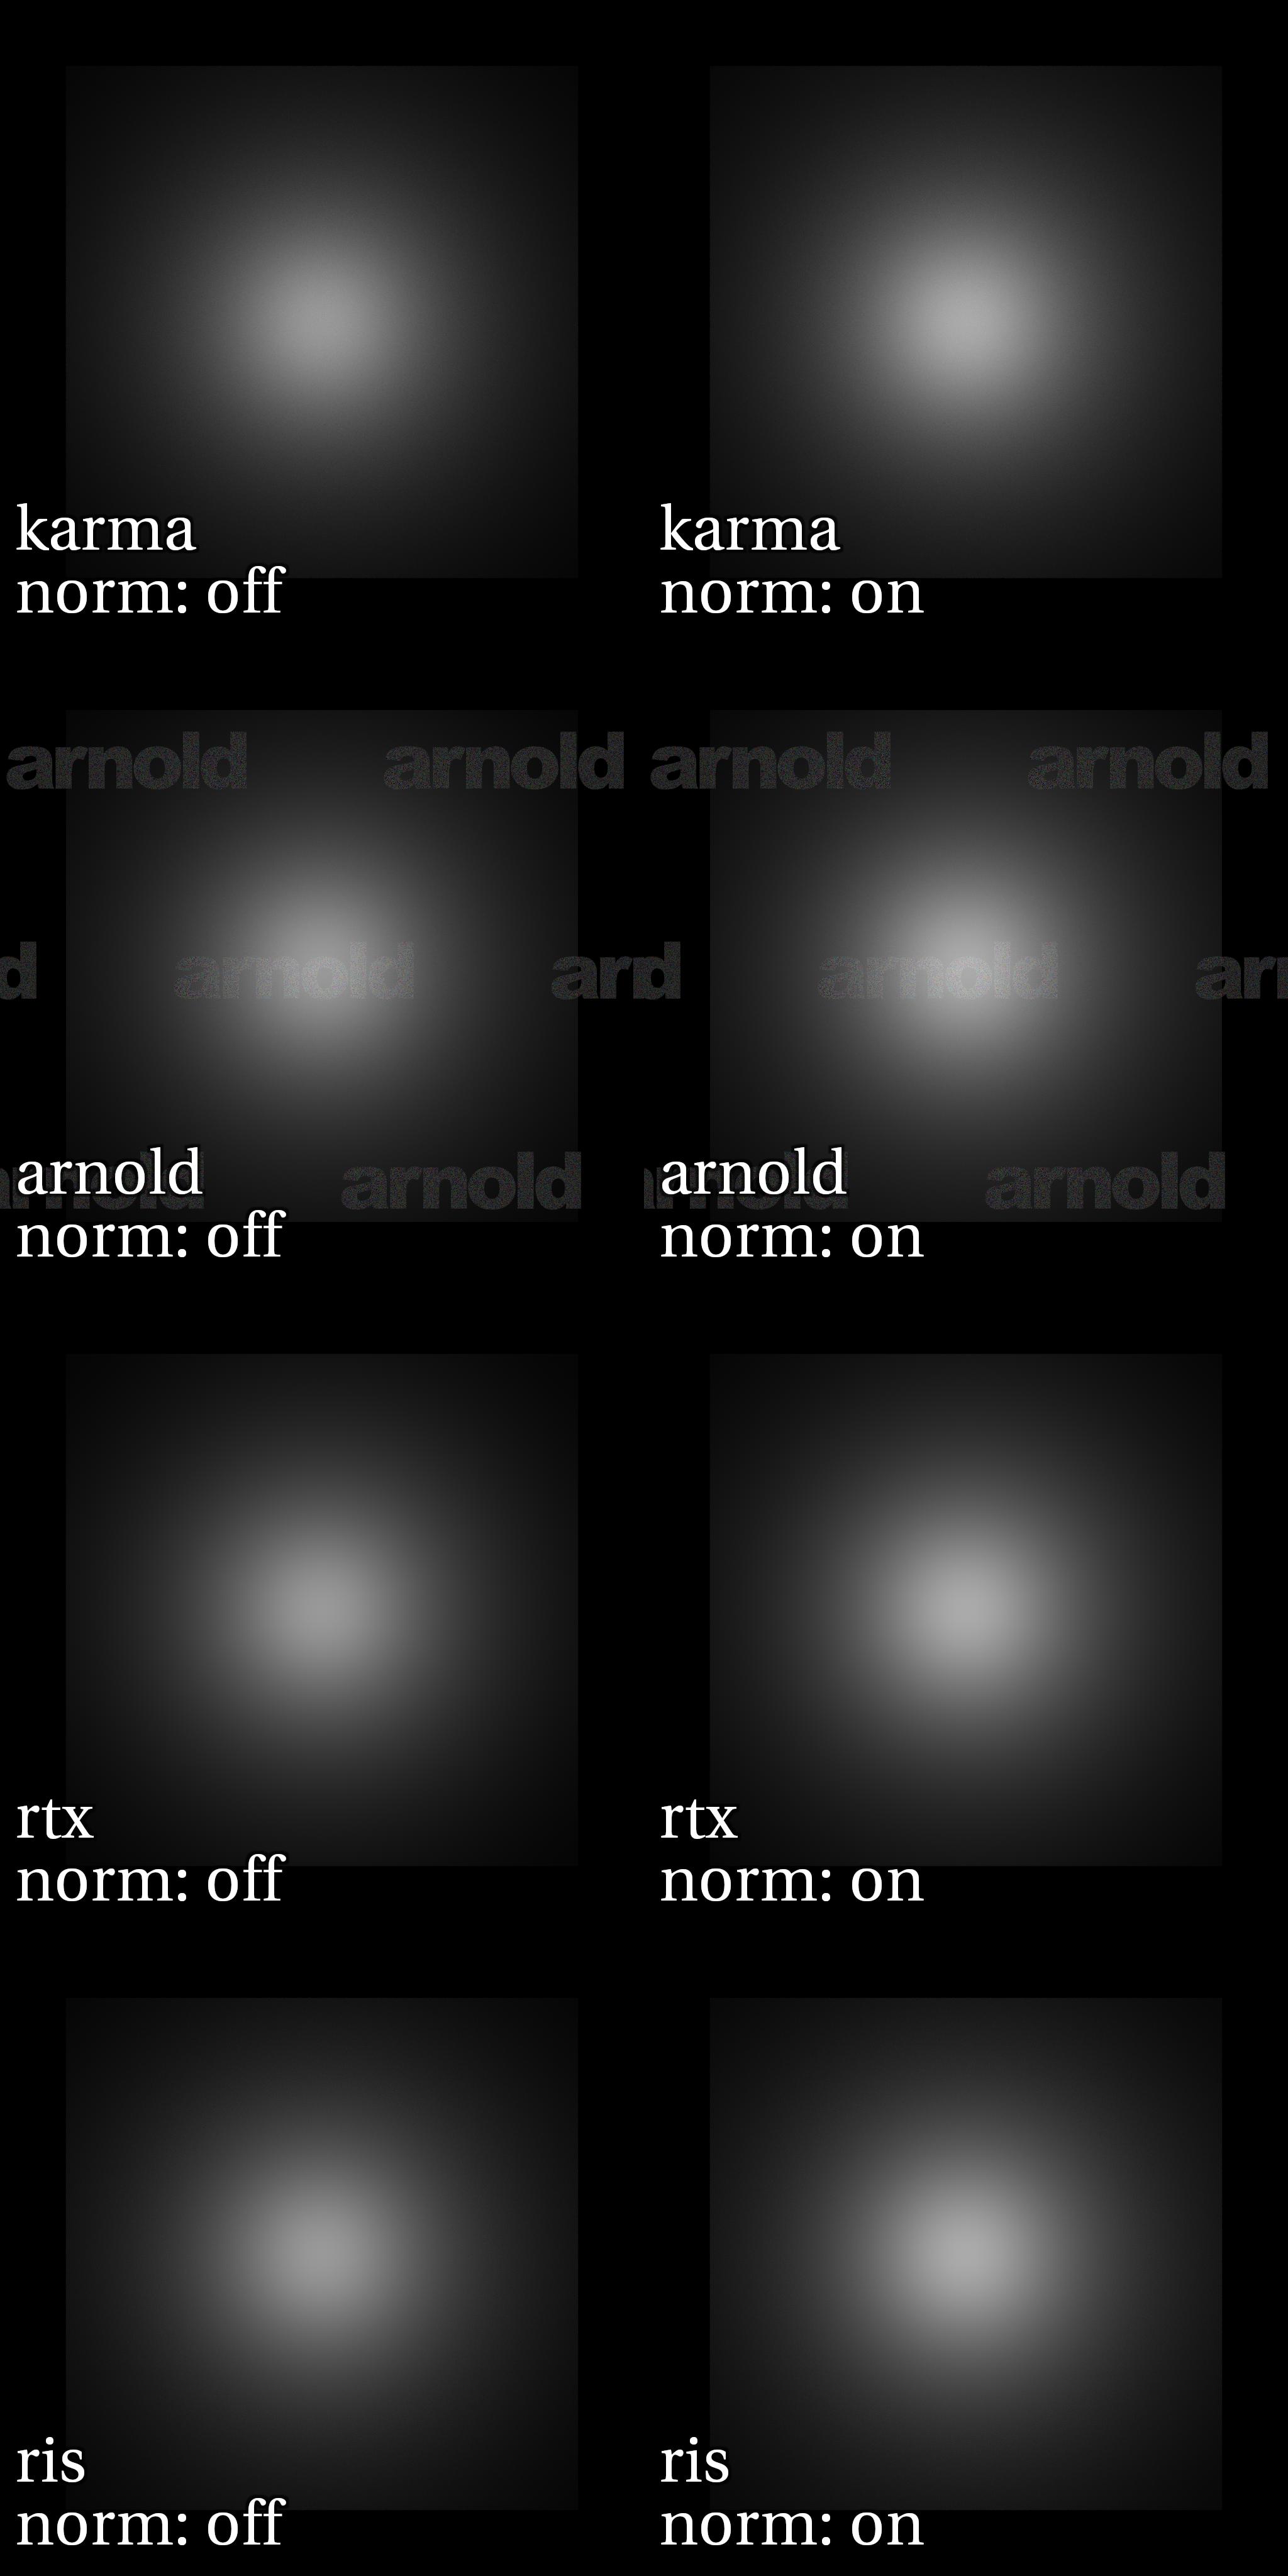 karma
norm: off
karma
norm: on
arnold arnold arnold arnold
d arnold ard arnold arn
arnold arnold
norm: off
arnold arnold
norm: on
rtx
norm: off
rtx
norm: on
ris
norm: off
ris
norm: on